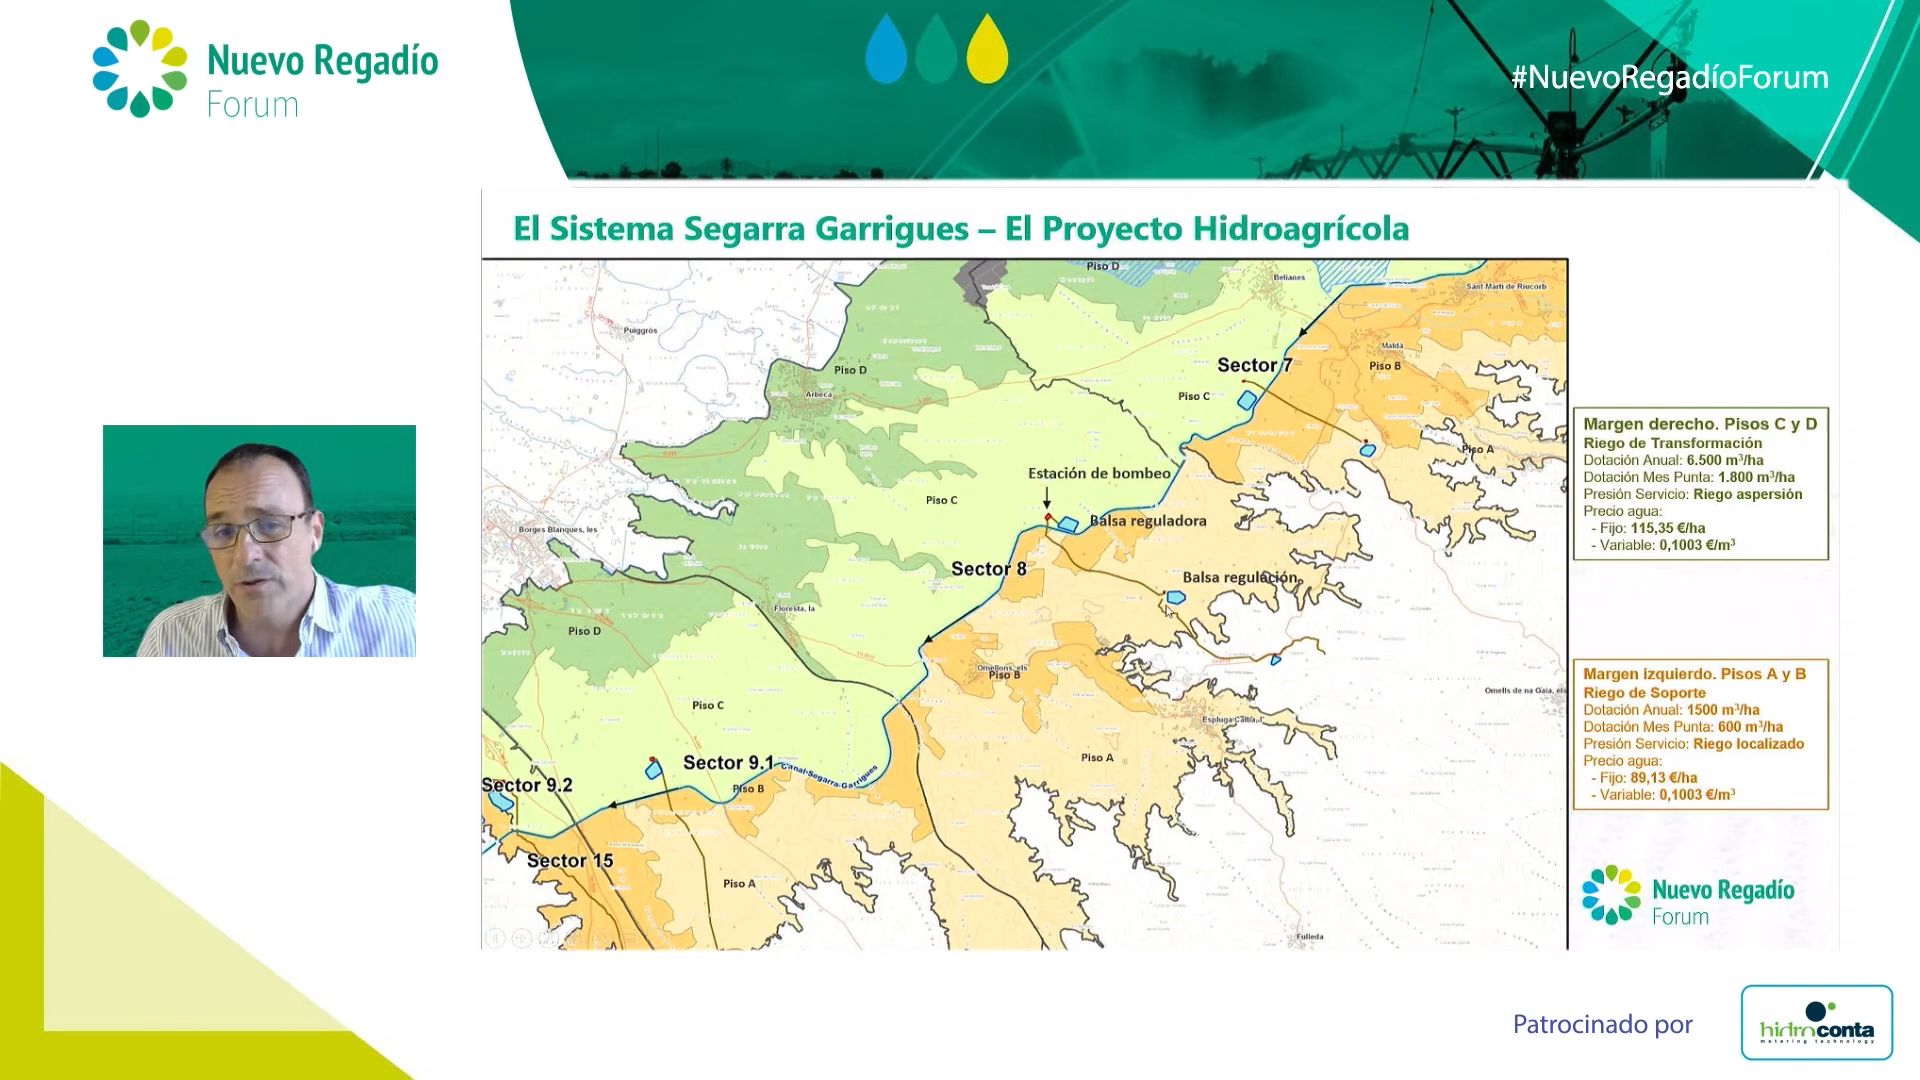 Nuevo Regadío
Forum
#NuevoRegadíoForum
El Sistema Segarra Garrigues – El Proyecto Hidroagrícola
Piso D
Belianes
Sant Martí de Riucorb
Puiggròs
Maldà
Sector 7
Piso B
Piso D
Arbeca
Piso C
Piso A
Estación de bombeo
Piso C
Balsa reguladora
Borges Blanques, les
Sector 8
Balsa regulación
Floresta, la
Piso D
Omellons, els
Piso B
Omells de na Gaia, els
Piso C
Espluga Calba, l'
Piso A
Sector 9.1
Canal Segarra-Garrigues
Sector 9.2
Piso B
Sector 15
Piso A
Fulleda
Margen derecho. Pisos C y D
Riego de Transformación
Dotación Anual: 6.500 m³/ha
Dotación Mes Punta: 1.800 m³/ha
Presión Servicio: Riego aspersión
Precio agua:
- Fijo: 115,35 €/ha
- Variable: 0,1003 €/m³
Margen izquierdo. Pisos A y B
Riego de Soporte
Dotación Anual: 1500 m³/ha
Dotación Mes Punta: 600 m³/ha
Presión Servicio: Riego localizado
Precio agua:
- Fijo: 89,13 €/ha
- Variable: 0,1003 €/m³
Nuevo Regadío
Forum
Patrocinado por
hidroconta
metering technology